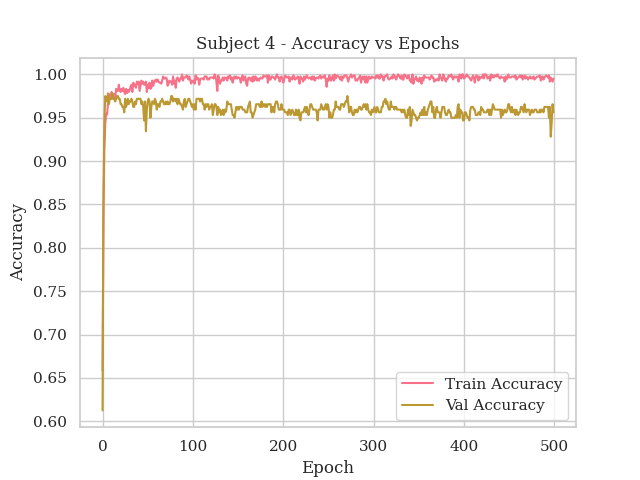 Subject 4 - Accuracy vs Epochs
1.00
0.95
0.90
0.85
0.80
0.75
0.70
0.65
0.60
Accuracy
Train Accuracy
Val Accuracy
0 100 200 300 400 500
Epoch